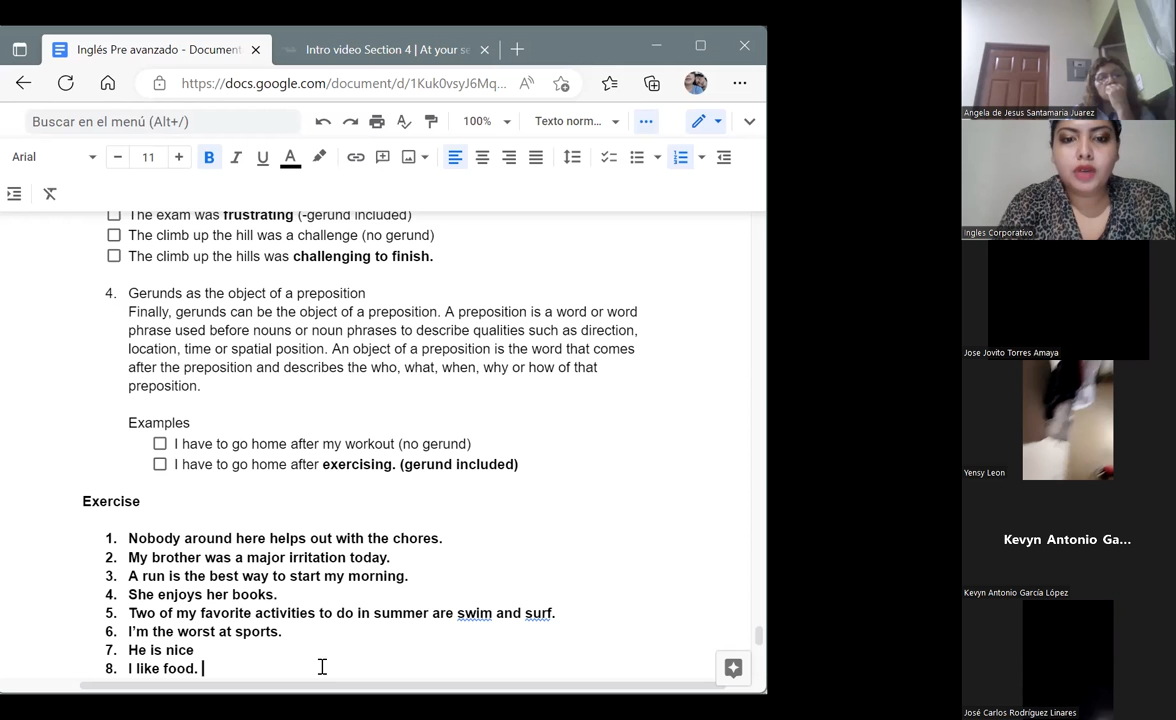 Inglés Pre avanzado - Document
Intro video Section 4 | At your se
https://docs.google.com/document/d/1Kuk0vsyJ6Mq...
Buscar en el menú (Alt+/)
100%
Texto norm...
Arial
11
The exam was frustrating (-gerund included)
The climb up the hill was a challenge (no gerund)
The climb up the hills was challenging to finish.
4. Gerunds as the object of a preposition
Finally, gerunds can be the object of a preposition. A preposition is a word or word
phrase used before nouns or noun phrases to describe qualities such as direction,
location, time or spatial position. An object of a preposition is the word that comes
after the preposition and describes the who, what, when, why or how of that
preposition.
Examples
I have to go home after my workout (no gerund)
I have to go home after exercising. (gerund included)
Exercise
1. Nobody around here helps out with the chores.
2. My brother was a major irritation today.
3. A run is the best way to start my morning.
4. She enjoys her books.
5. Two of my favorite activities to do in summer are swim and surf.
6. I'm the worst at sports.
7. He is nice
8. I like food.
Angela de Jesus Santamaria Juarez
Ingles Corporativo
Jose Jovito Torres Amaya
Yensy Leon
Kevyn Antonio Ga...
Kevyn Antonio García López
José Carlos Rodríguez Linares